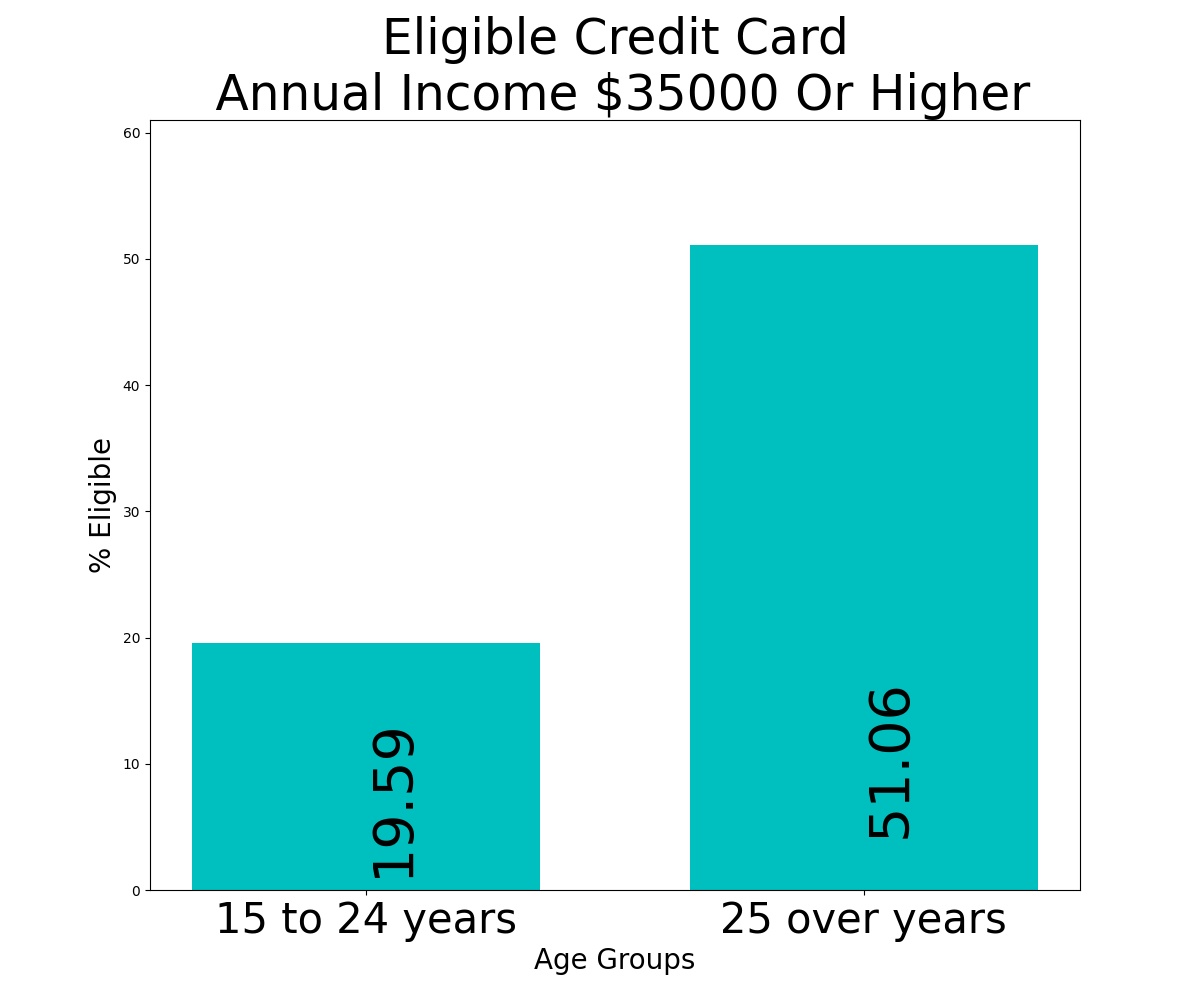 Eligible Credit Card
Annual Income $35000 Or Higher
% Eligible
60
50
40
30
20
10
0
19.59
51.06
15 to 24 years
25 over years
Age Groups